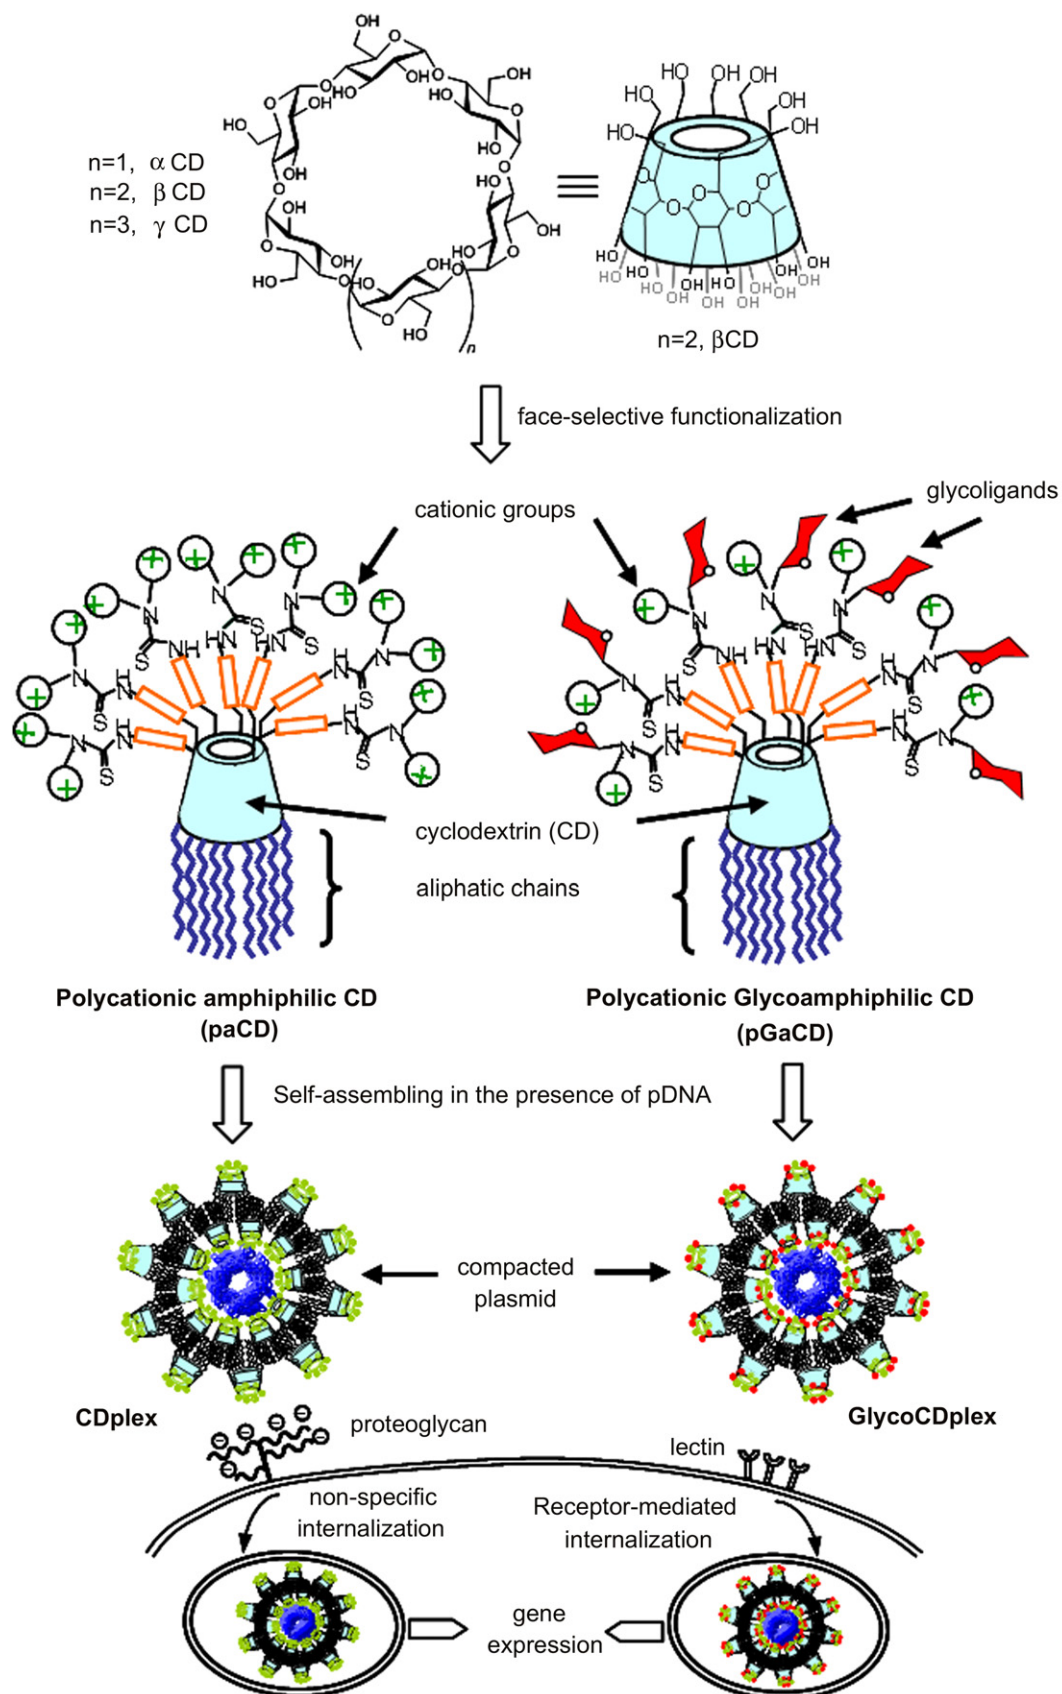 n=1, α CD
n=2, β CD
n=3, γ CD
n
n=2, βCD
face-selective functionalization
cationic groups
glycoligands
cyclodextrin (CD)
aliphatic chains
Polycationic amphiphilic CD
(paCD)
Polycationic Glycoamphiphilic CD
(pGaCD)
Self-assembling in the presence of pDNA
compacted
plasmid
CDplex
GlycoCDplex
proteoglycan
lectin
non-specific
internalization
Receptor-mediated
internalization
gene
expression